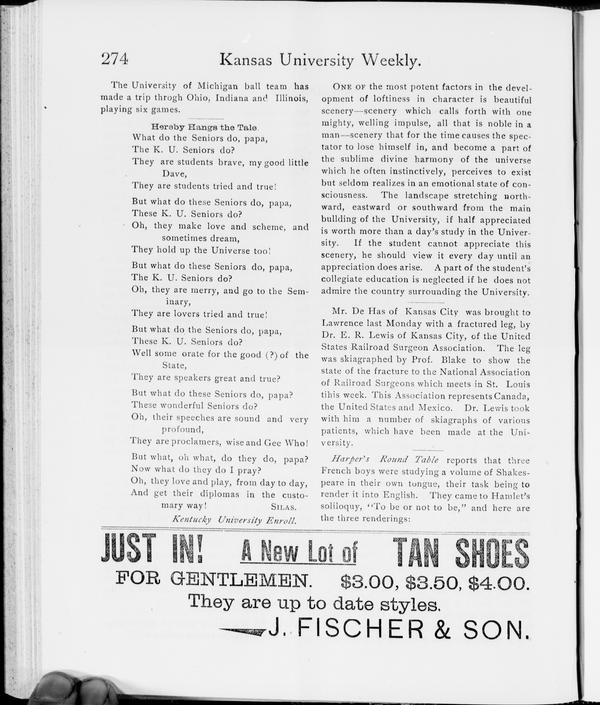 274
Kansas University Weekly.
The University of Michigan ball team has
made a trip throgh Ohio, Indiana and Illinois,
playing six games.
Hereby Hangs the Tale.
What do the Seniors do, papa,
The K. U. Seniors do?
They are students brave, my good little
Dave,
They are students tried and true!
But what do these Seniors do, papa,
These K. U. Seniors do?
Oh, they make love and scheme, and
sometimes dream,
They hold up the Universe too!
But what do these Seniors do, papa,
The K. U. Seniors do?
Oh, they are merry, and go to the Sem-
inary,
They are lovers tried and true!
But what do the Seniors do, papa,
These K. U. Seniors do?
Well some orate for the good (?) of the
State,
They are speakers great and true?
But what do these Seniors do, papa?
These wonderful Seniors do?
Oh, their speeches are sound and very
profound,
They are proclamers, wise and Gee Who!
But what, oh what, do they do, papa?
Now what do they do I pray?
Oh, they love and play, from day to day,
And get their diplomas in the custo-
mary way! SILAS.
Kentucky University Enroll.
ONE OF the most potent factors in the devel-
opment of loftiness in character is beautiful
scenery—scenery which calls forth with one
mighty, welling impulse, all that is noble in a
man—scenery that for the time causes the spec-
tator to lose himself in, and become a part of
the sublime divine harmony of the universe
which he often instinctively, perceives to exist
but seldom realizes in an emotional state of con-
sciousness. The landscape stretching north-
ward, eastward or southward from the main
building of the University, if half appreciated
is worth more than a day's study in the Univer-
sity. If the student cannot appreciate this
scenery, he should view it every day until an
appreciation does arise. A part of the student's
collegiate education is neglected if he does not
admire the country surrounding the University.
Mr. De Has of Kansas City was brought to
Lawrence last Monday with a fractured leg, by
Dr. E. R. Lewis of Kansas City, of the United
States Railroad Surgeon Association. The leg
was skiagraphed by Prof. Blake to show the
state of the fracture to the National Association
of Railroad Surgeons which meets in St. Louis
tihis week. This Association represents Canada,
the United States and Mexico. Dr. Lewis took
with him a number of skiagraphs of various
patients, which have been made at the Uni-
versity.
Harper's Round Table reports that three
French boys were studying a volume of Shakes-
peare in their own tongue, their task being to
render it into English. They came to Hamlet's
soliloquy, "To be or not to be," and here are
the three renderings:
JUST IN! A New Lot of TAN SHOES
FOR GENTLEMEN. $3.00, $3.50, $4.00.
They are up to date styles.
J. FISCHER & SON.